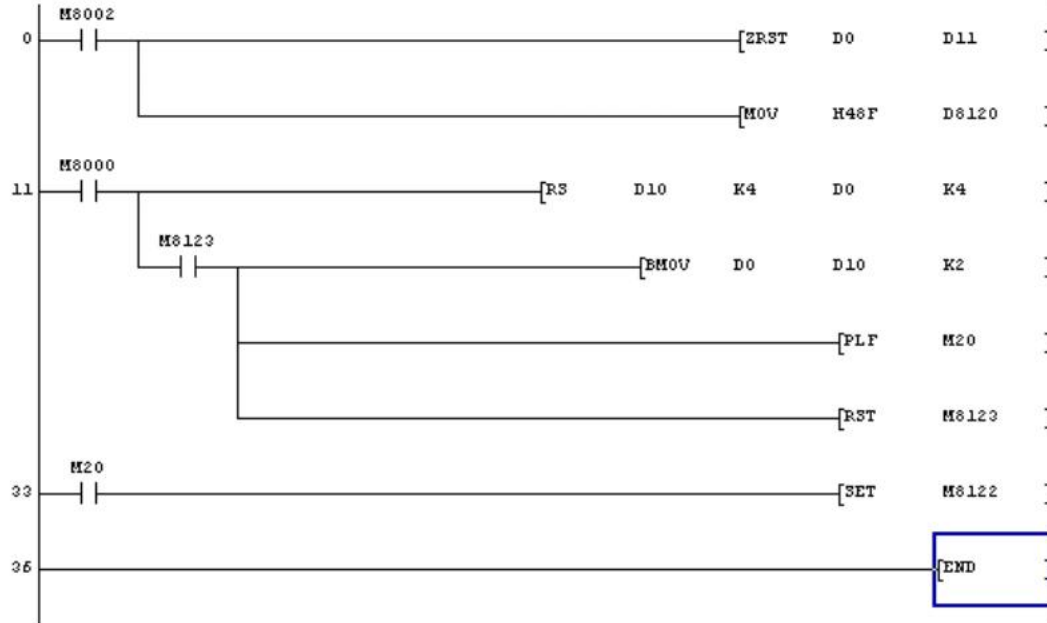 M8002
0 [ZRST D0 D11 ]
[MOV H48F D8120 ]
M8000
11 [RS D10 K4 D0 K4 ]
M8123
[BMOV D0 D10 K2 ]
[PLF M20 ]
[RST M8123 ]
M20
33 [SET M8122 ]
36 [END ]